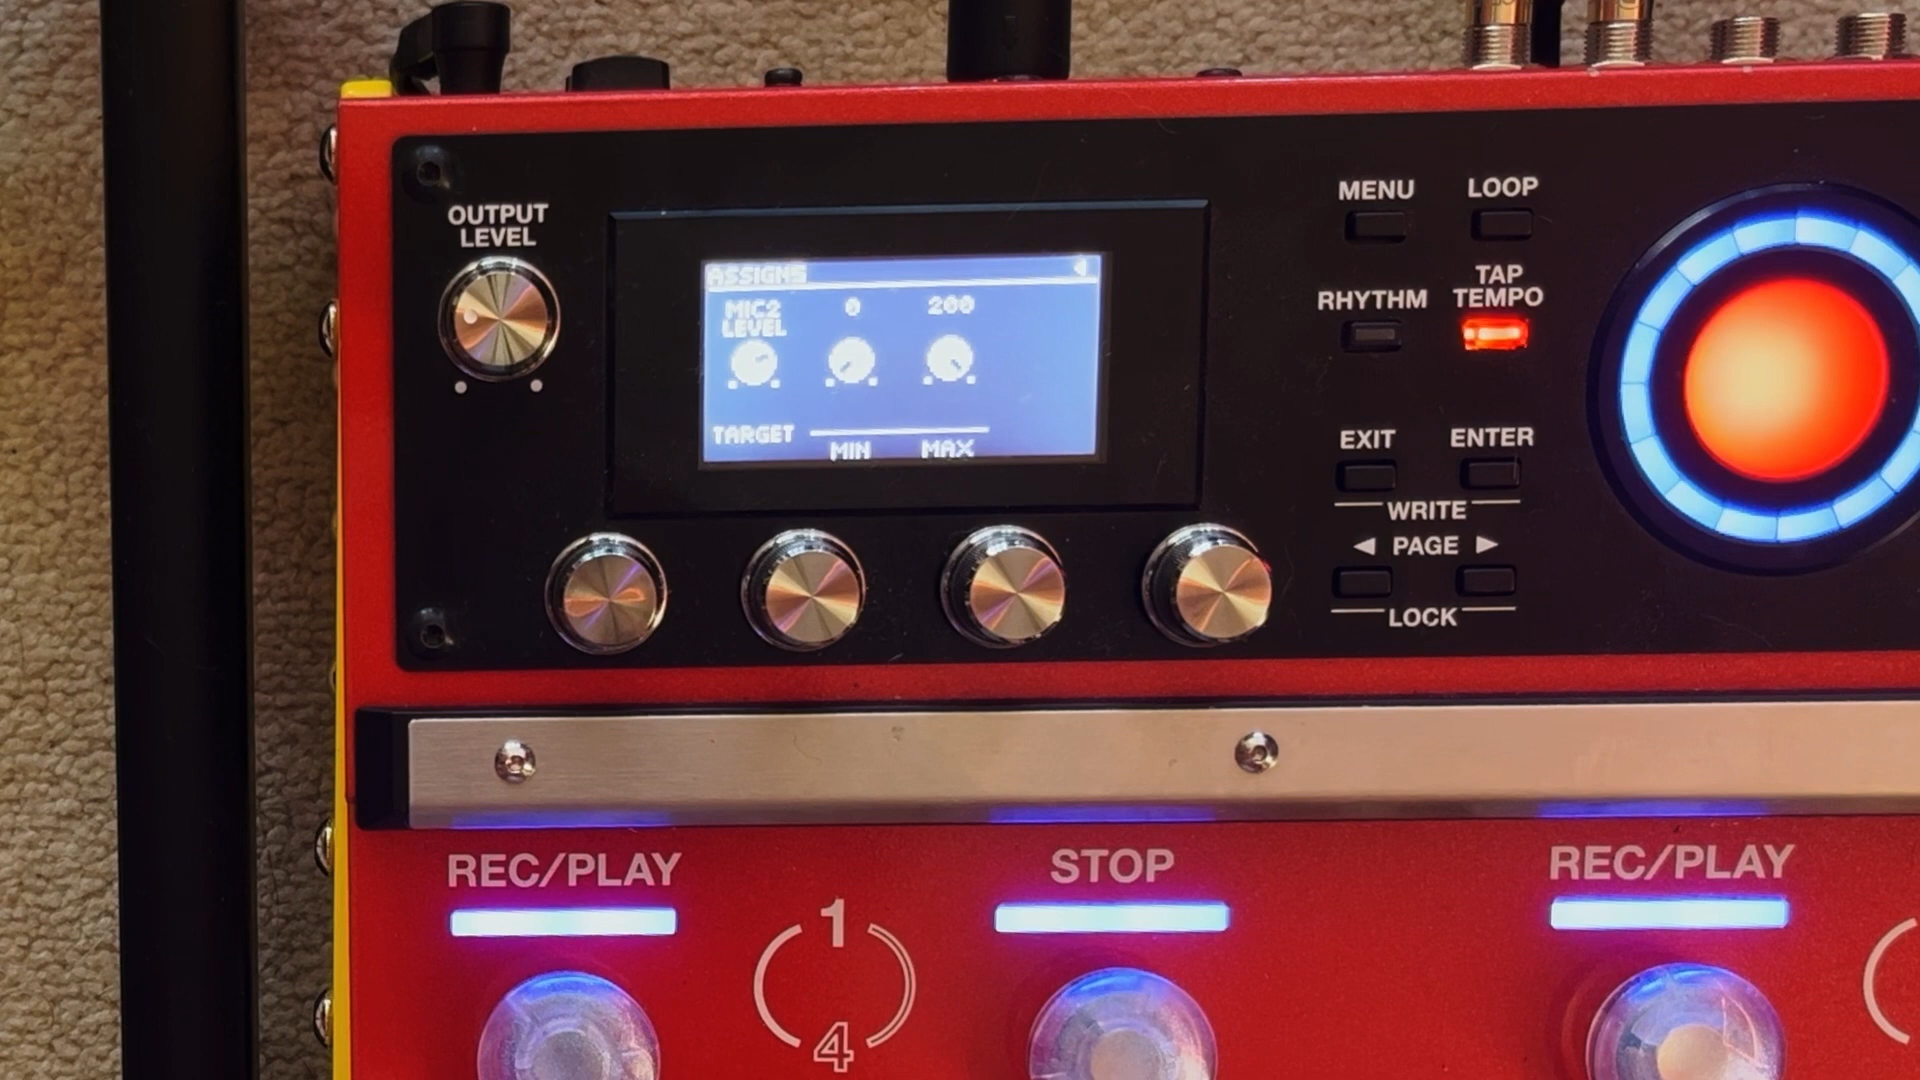 OUTPUT
LEVEL
ASSIGNS
MIC2
LEVEL
0
200
TARGET
MIN
MAX
MENU
LOOP
RHYTHM
TAP
TEMPO
EXIT
ENTER
WRITE
◀ PAGE ▶
LOCK
REC/PLAY
1
4
STOP
REC/PLAY